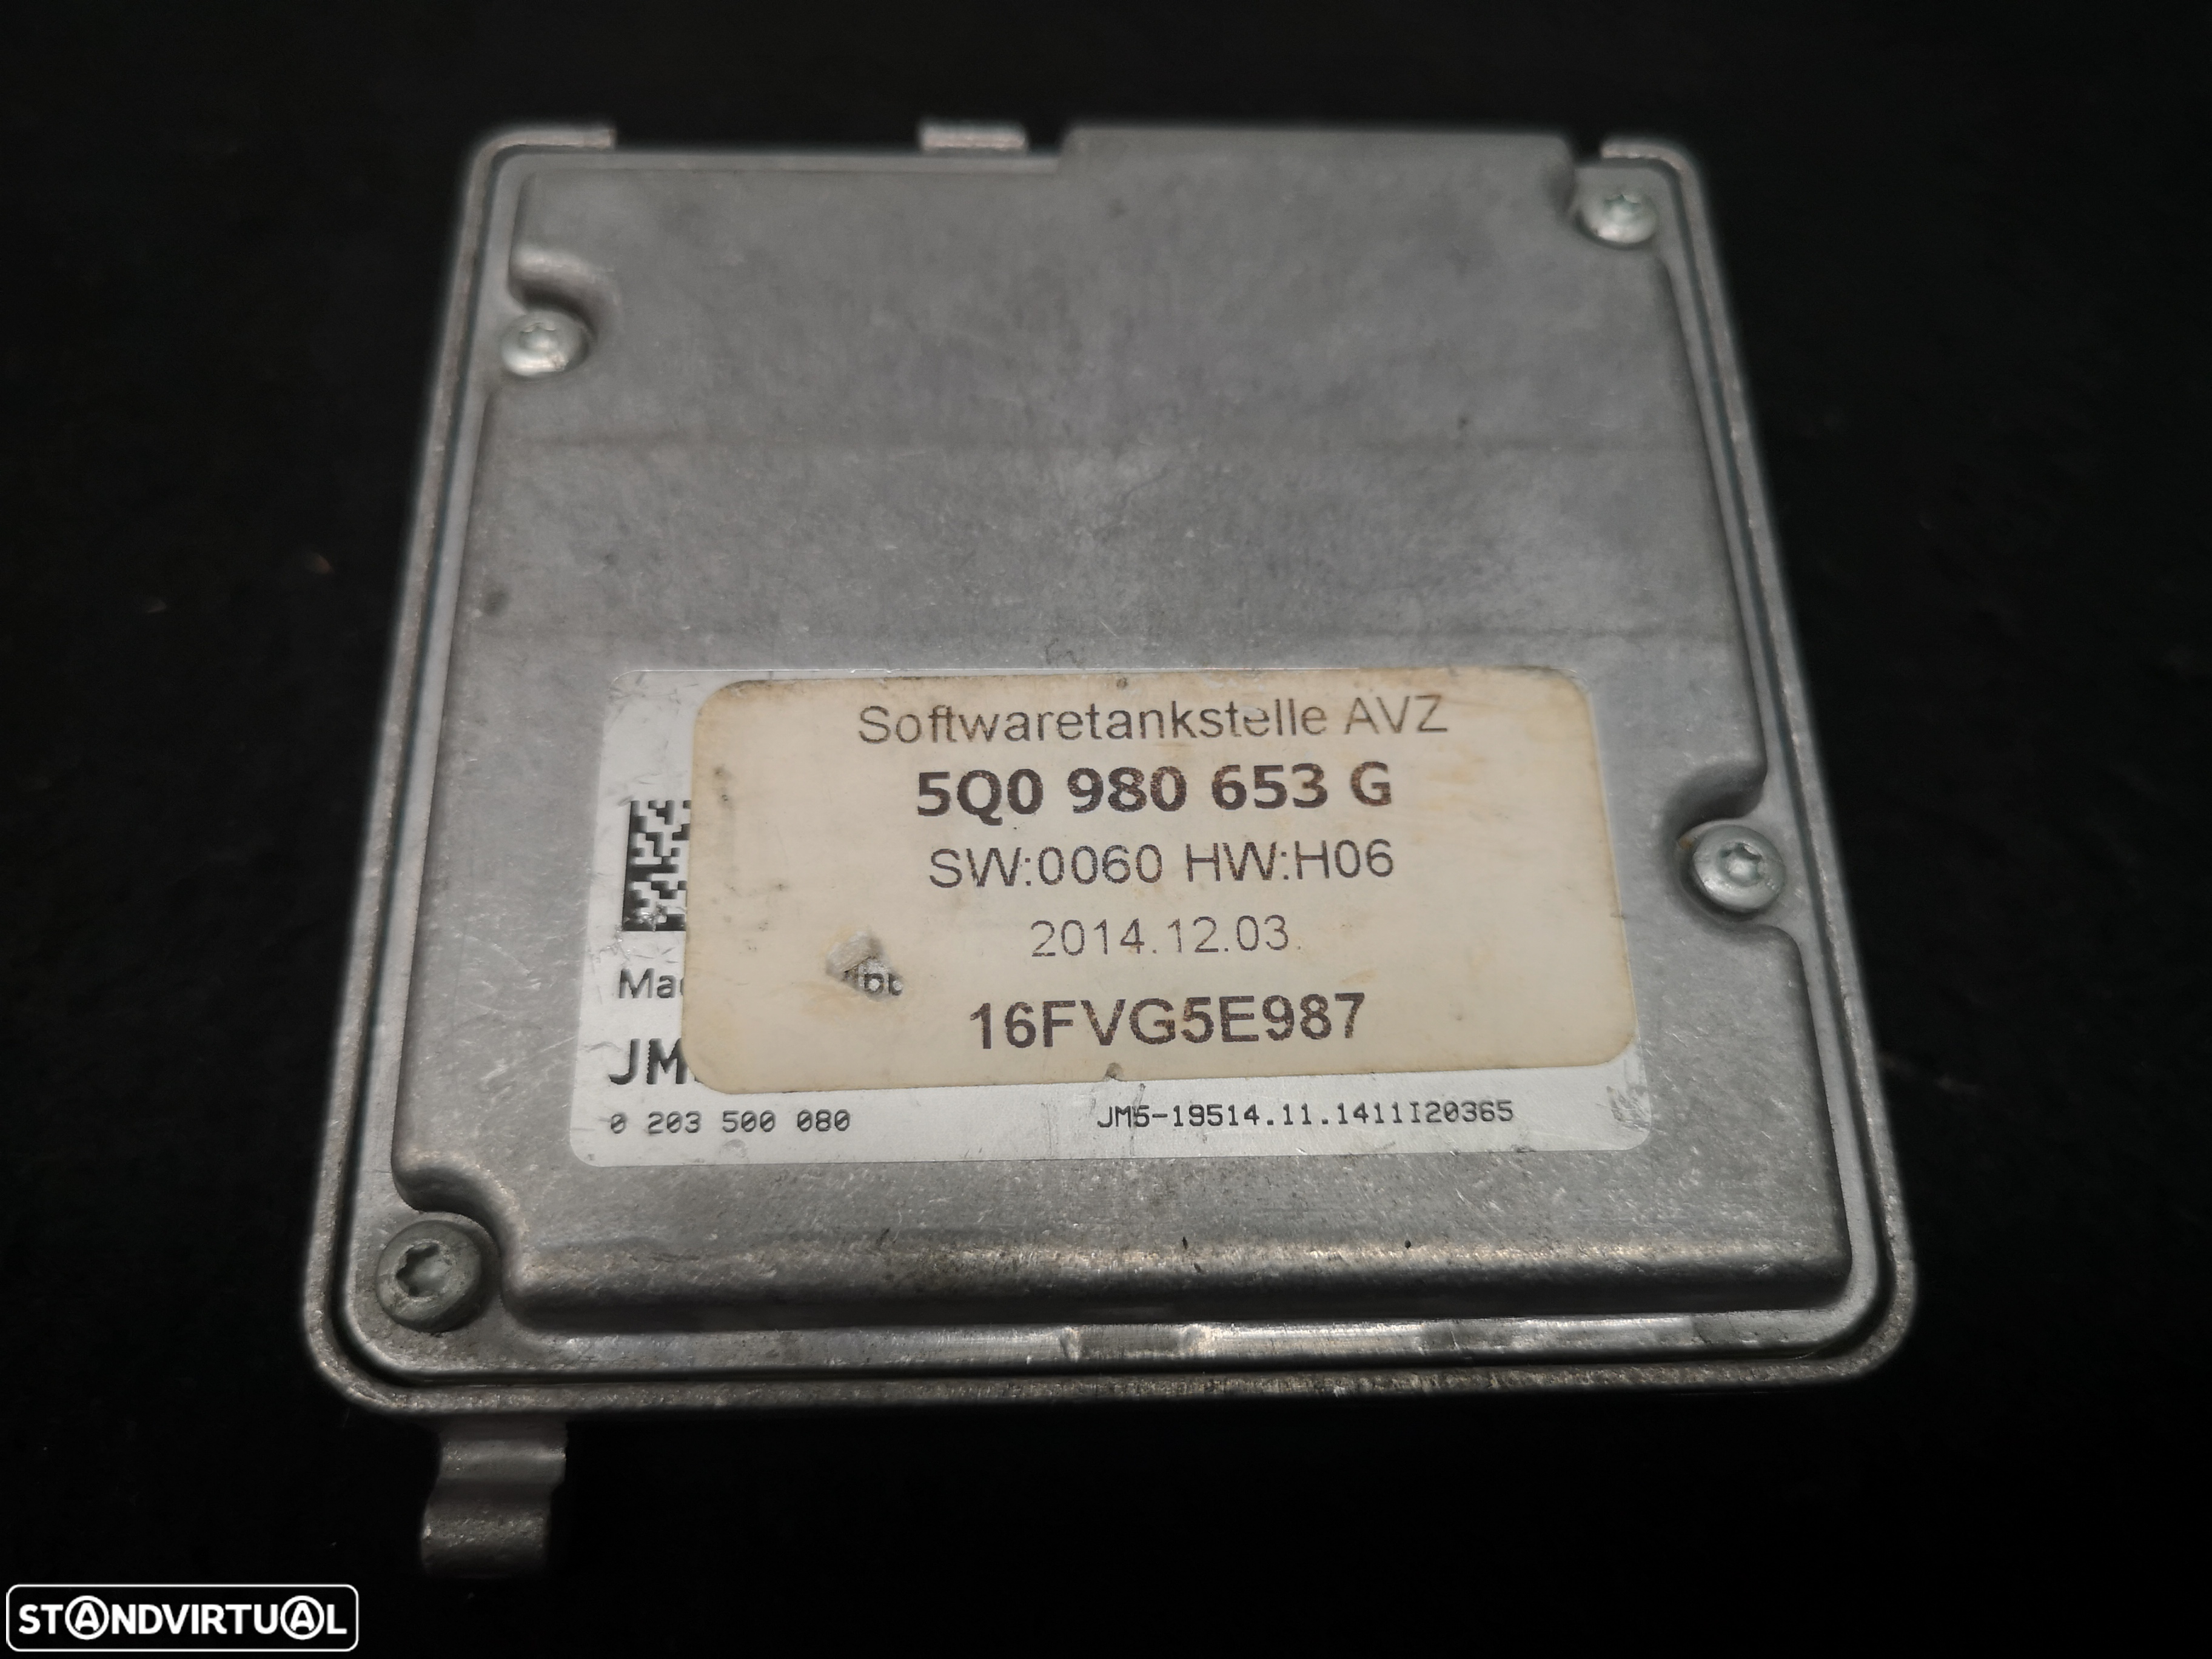 Softwaretankstelle AVZ
5Q0 980 653 G
SW:0060 HW:H06
2014.12.03.
16FVG5E987
JM
0 203 500 080
JM5-19514.11.1411I20365
STANDVIRTUAL